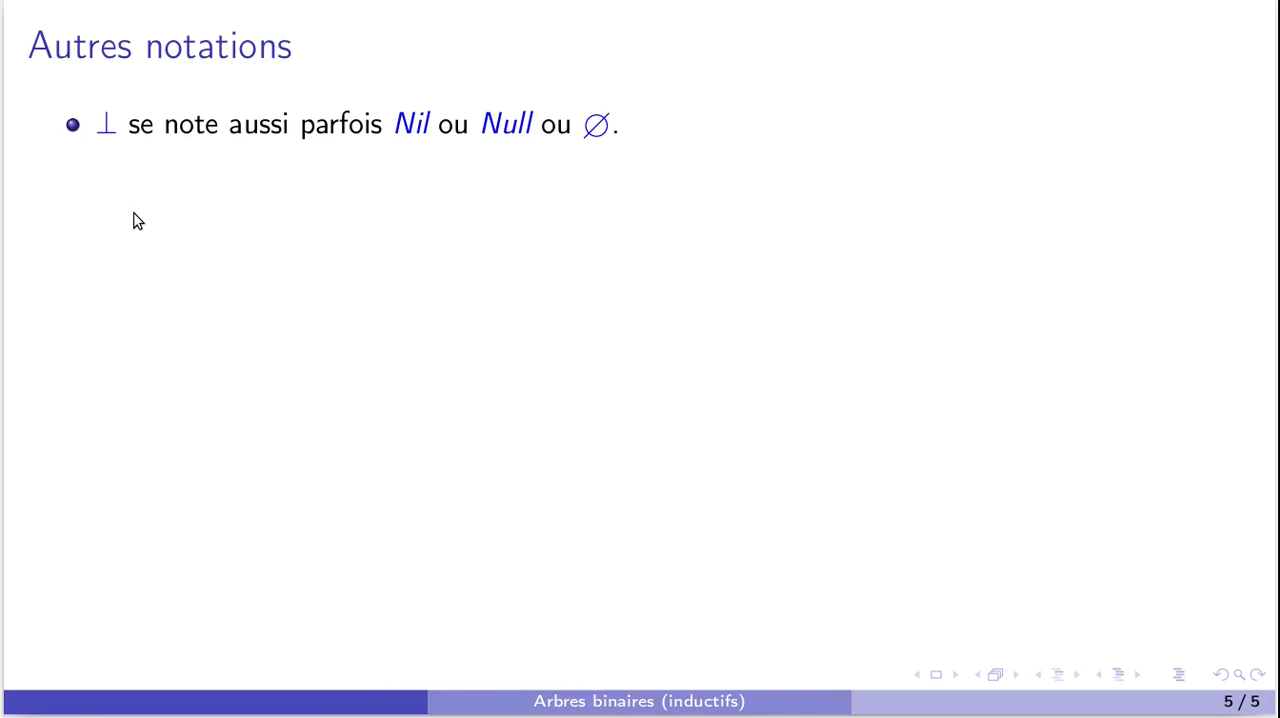 Autres notations
⊥ se note aussi parfois Nil ou Null ou ∅.
Arbres binaires (inductifs)
5 / 5